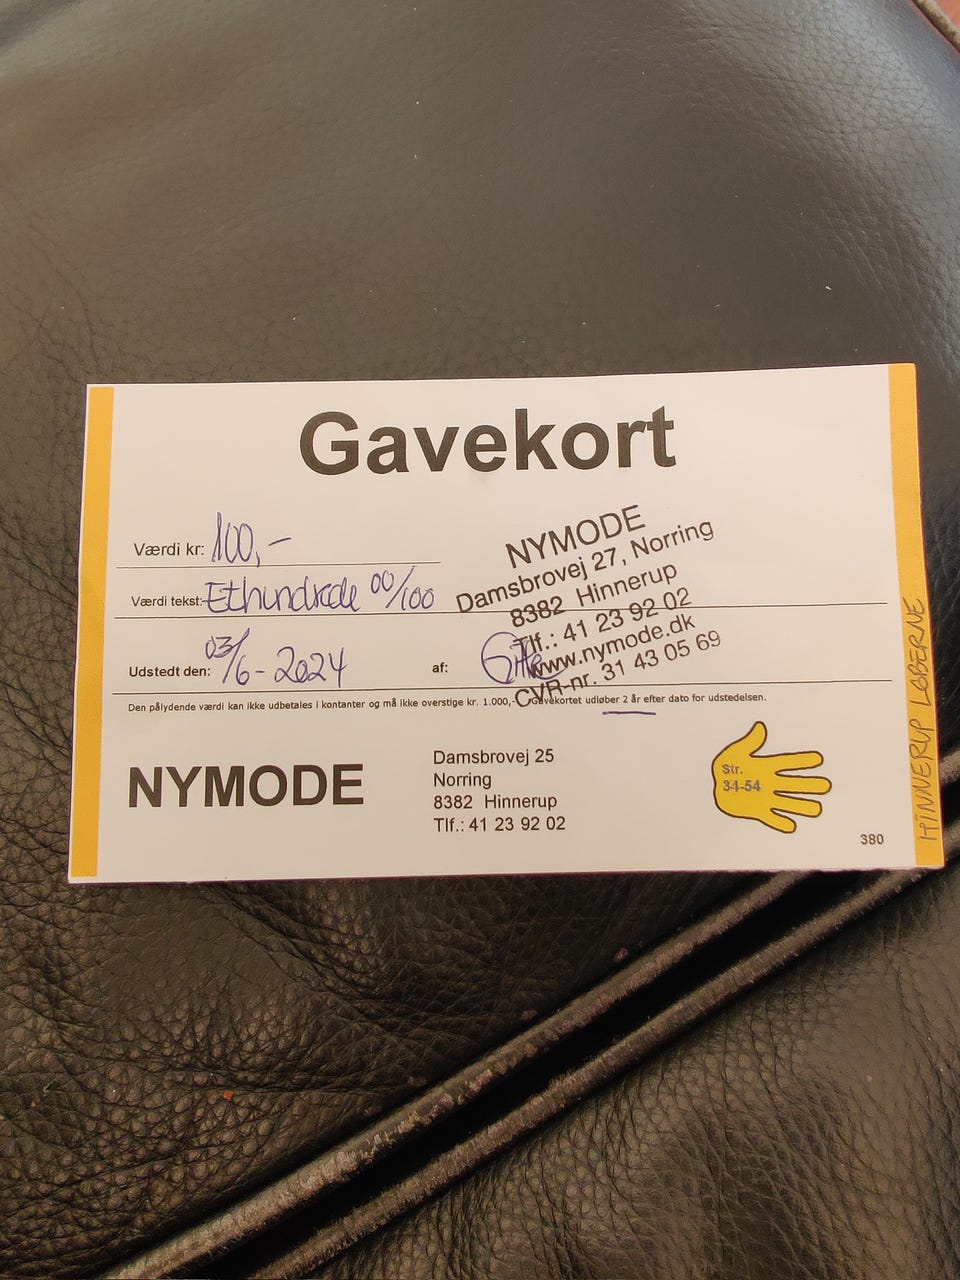 Gavekort
Værdi kr: 100,-
Værdi tekst: Ethundrede 00/100
Udstedt den: 03/6-2024 af: Gitte
NYMODE
Damsbrovej 27, Norring
8382 Hinnerup
Tlf.: 41 23 92 02
www.nymode.dk
CVR-nr. 31 43 05 69
Den pålydende værdi kan ikke udbetales i kontanter og må ikke overstige kr. 1.000,- Gavekortet udløber 2 år efter dato for udstedelsen.
NYMODE
Damsbrovej 25
Norring
8382 Hinnerup
Tlf.: 41 23 92 02
Str.
34-54
380
HINNERUP LØBERNE